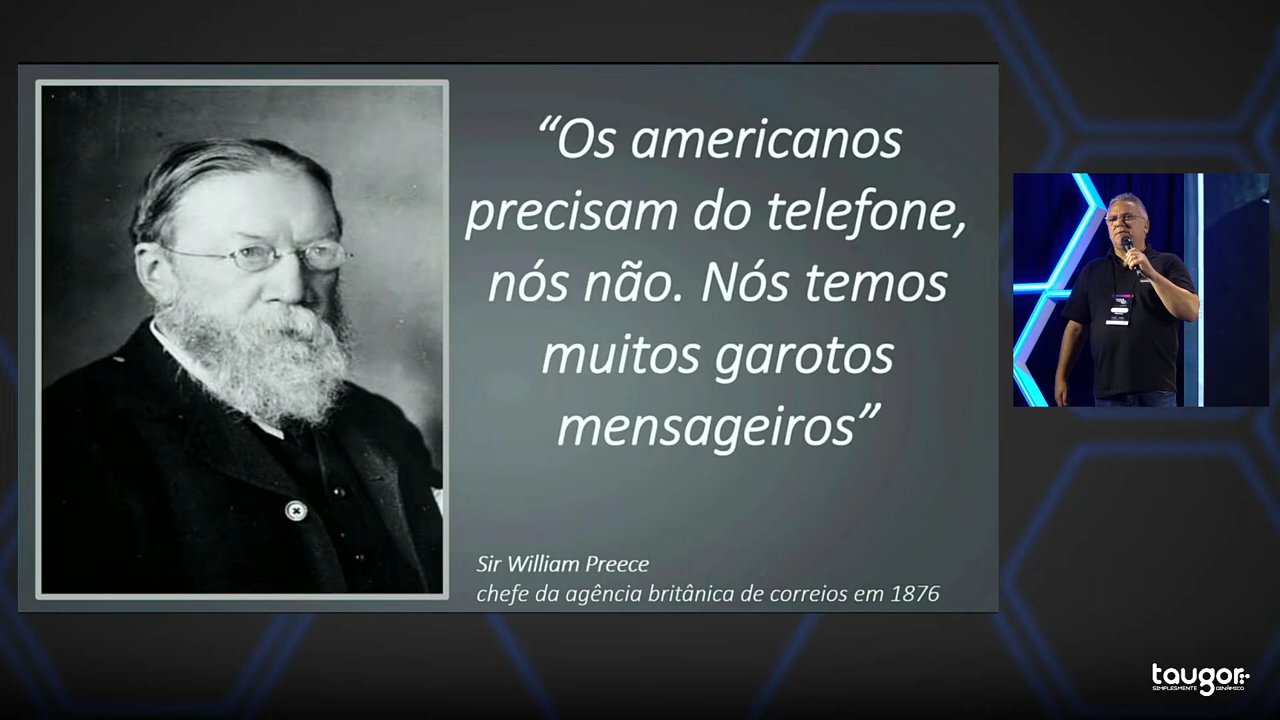 “Os americanos
precisam do telefone,
nós não. Nós temos
muitos garotos
mensageiros”
Sir William Preece
chefe da agência britânica de correios em 1876
taugor
SIMPLESMENTE DINÂMICO